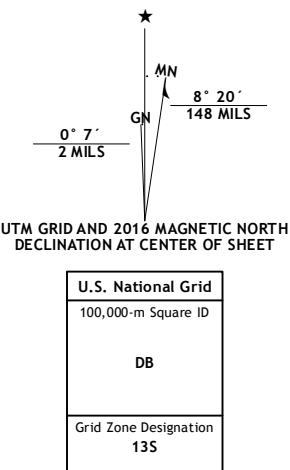 MN
GN
8° 20´
148 MILS
0° 7´
2 MILS
UTM GRID AND 2016 MAGNETIC NORTH
DECLINATION AT CENTER OF SHEET
U.S. National Grid
100,000-m Square ID
DB
Grid Zone Designation
13S